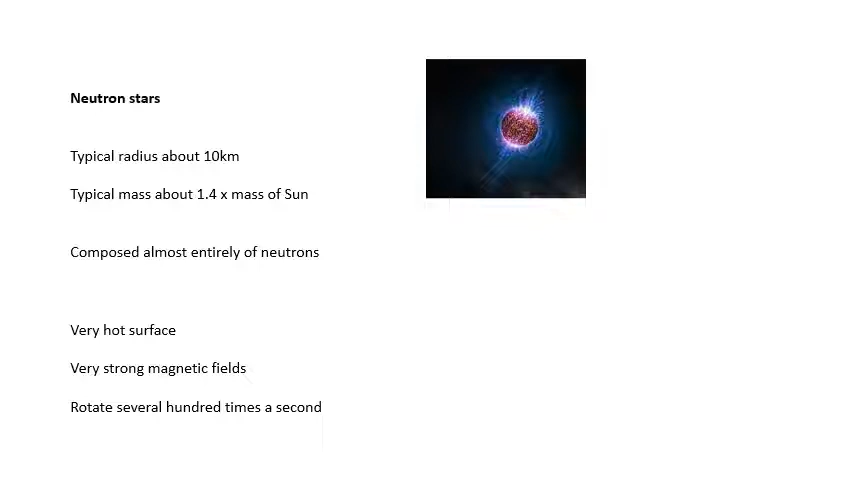 Neutron stars
Typical radius about 10km
Typical mass about 1.4 x mass of Sun
Composed almost entirely of neutrons
Very hot surface
Very strong magnetic fields
Rotate several hundred times a second